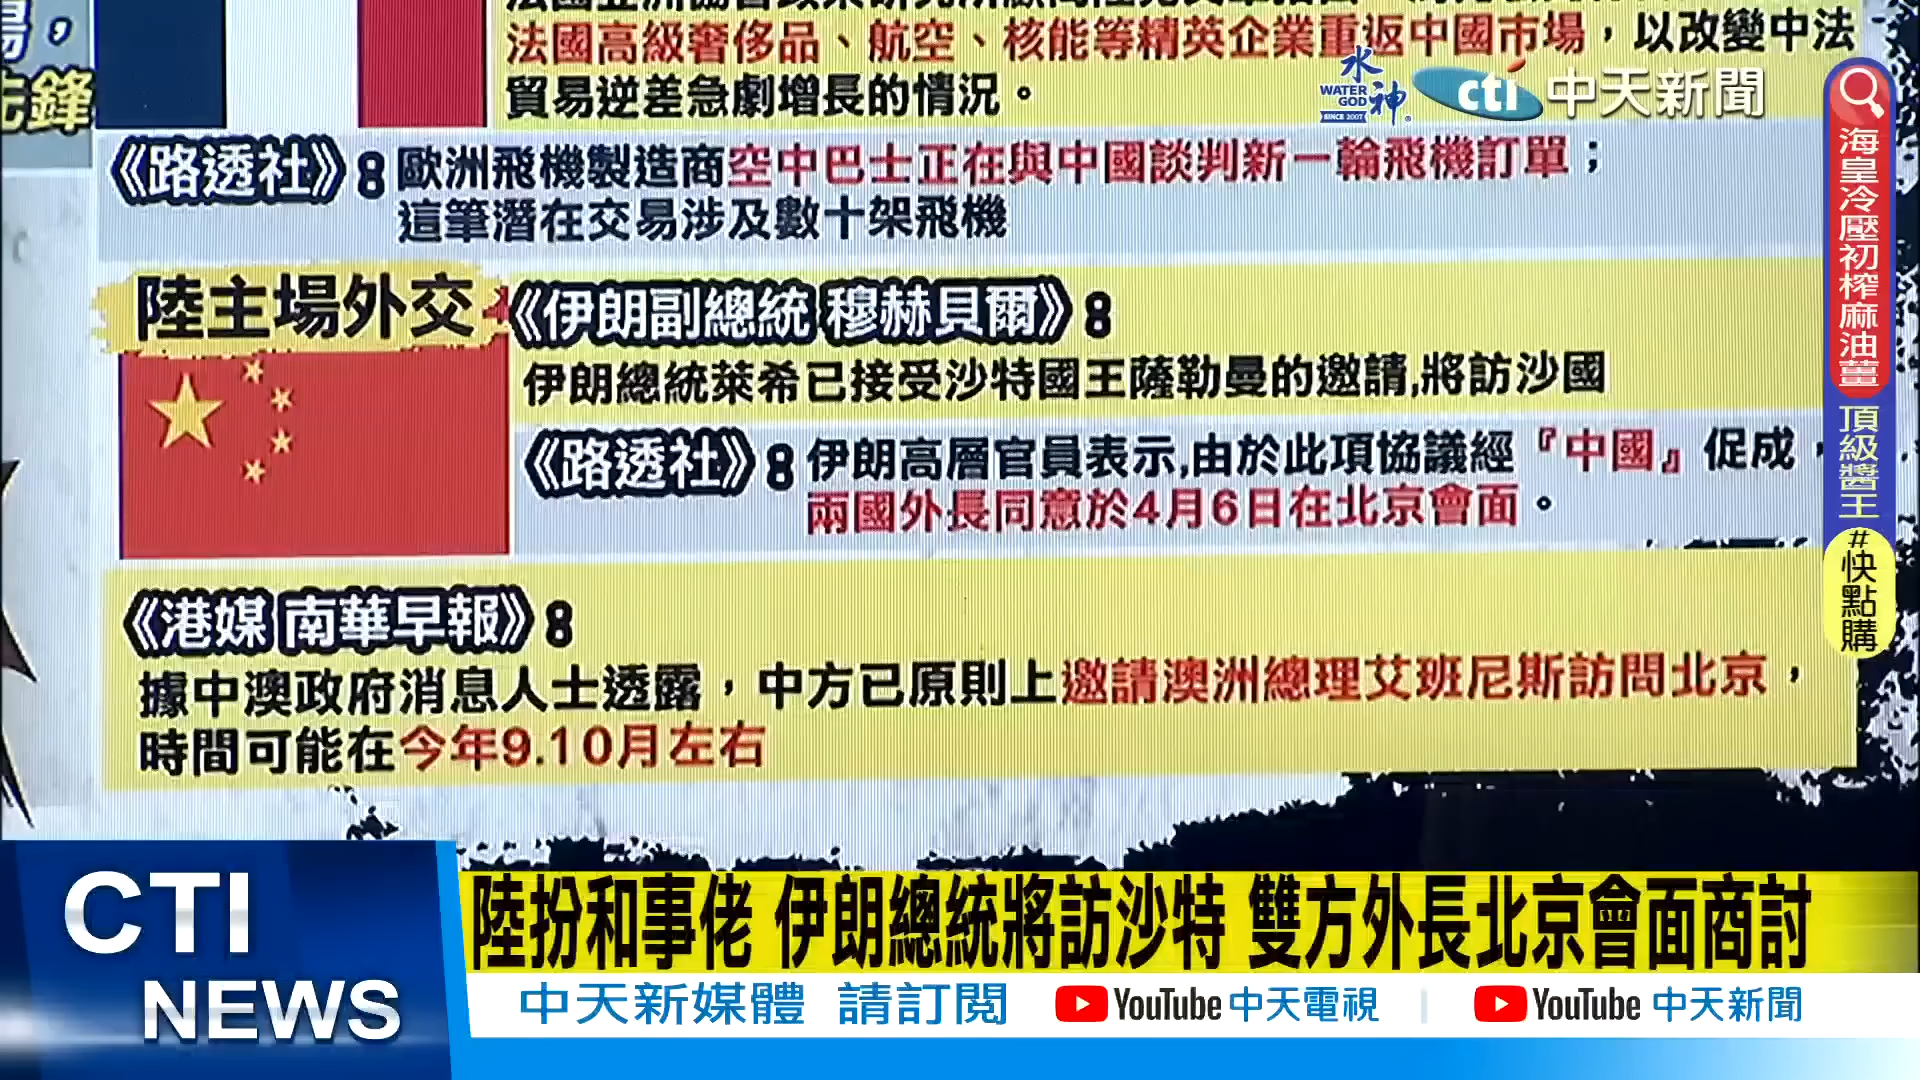 法國高級奢侈品、航空、核能等精英企業重返中國市場，以改變中法
貿易逆差急劇增長的情況。
水神
WATER GOD
SINCE 2007
cti 中天新聞
先鋒
《路透社》8 歐洲飛機製造商空中巴士正在與中國談判新一輪飛機訂單；
這筆潛在交易涉及數十架飛機
陸主場外交
《伊朗副總統 穆赫貝爾》8
伊朗總統萊希已接受沙特國王薩勒曼的邀請,將訪沙國
《路透社》8 伊朗高層官員表示,由於此項協議經『中國』促成，
兩國外長同意於4月6日在北京會面。
《港媒 南華早報》8
據中澳政府消息人士透露，中方已原則上邀請澳洲總理艾班尼斯訪問北京，
時間可能在今年9.10月左右
海皇冷壓初榨麻油薑
頂級醬王
#快點購
CTI NEWS
陸扮和事佬 伊朗總統將訪沙特 雙方外長北京會面商討
中天新媒體 請訂閱 YouTube 中天電視 | YouTube 中天新聞